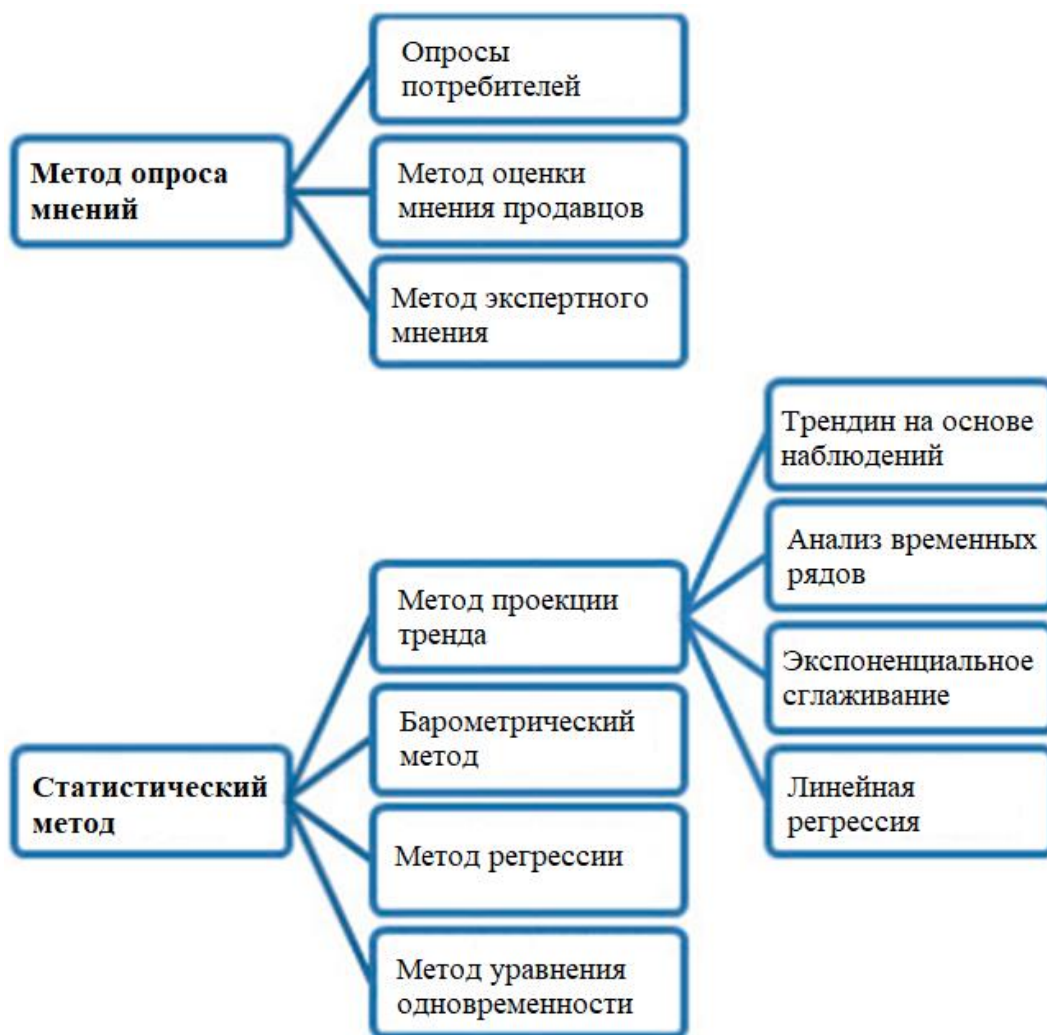 Опросы
потребителей
Метод опроса
мнений
Метод оценки
мнения продавцов
Метод экспертного
мнения
Трендин на основе
наблюдений
Анализ временных
рядов
Метод проекции
тренда
Экспоненциальное
сглаживание
Барометрический
метод
Статистический
метод
Линейная
регрессия
Метод регрессии
Метод уравнения
одновременности